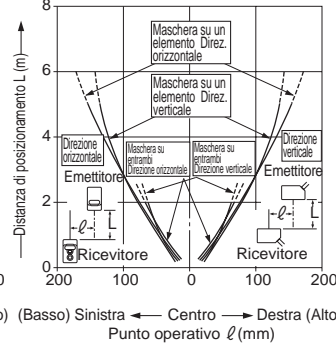 8
6
4
2
0
Distanza di posizionamento L (m)
Maschera su un
elemento Direz.
orizzontale
Maschera su un
elemento Direz.
verticale
Direzione
orizzontale
Maschera su
entrambi
Direzione orizzontale
Maschera su
entrambi
Direzione verticale
Direzione
verticale
Emettitore
Emettitore
ℓ
L
ℓ
L
Ricevitore
Ricevitore
0
200
100
0
100
200
o) (Basso) Sinistra ← Centro → Destra (Alto
Punto operativo ℓ (mm)